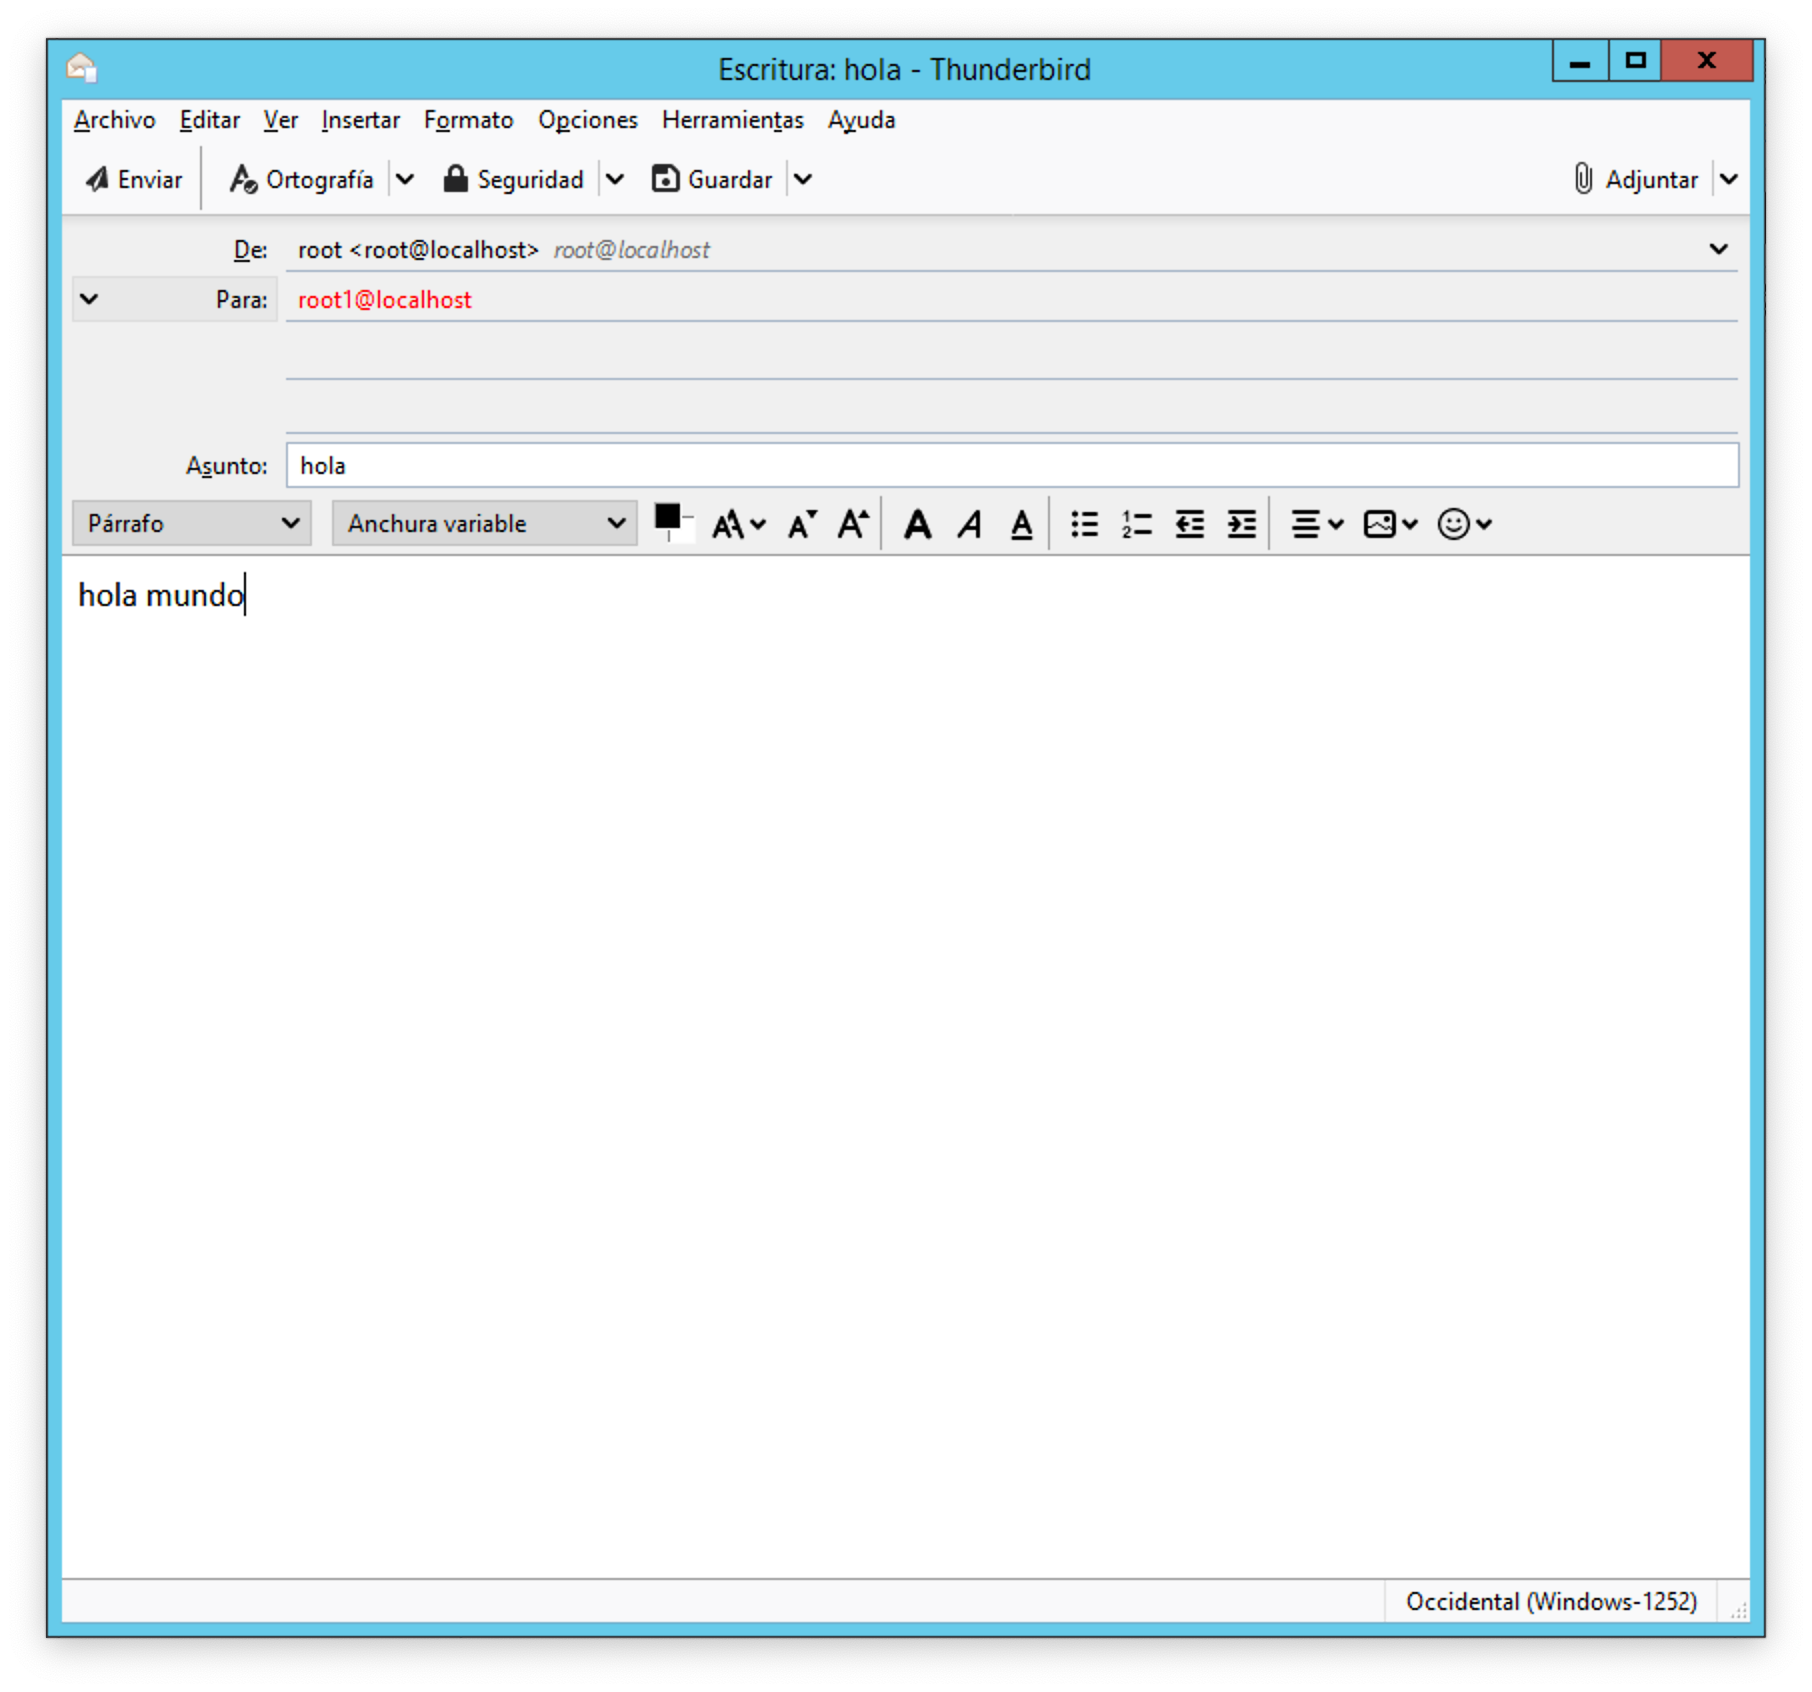 Escritura: hola - Thunderbird
Archivo Editar Ver Insertar Formato Opciones Herramientas Ayuda
Enviar Ortografía Seguridad Guardar Adjuntar
De: root <root@localhost> root@localhost
Para: root1@localhost
Asunto: hola
Párrafo Anchura variable
hola mundo
Occidental (Windows-1252)